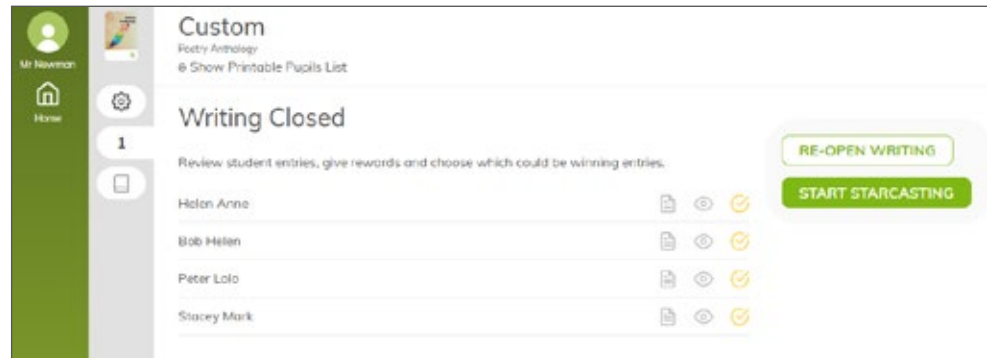 Mr Newman
Home
1
Custom
Poetry Anthology
Show Printable Pupils List
Writing Closed
Review student entries, give rewards and choose which could be winning entries.
Helen Anne
Bob Helen
Peter Lolo
Stacey Mark
RE-OPEN WRITING
START STARCASTING